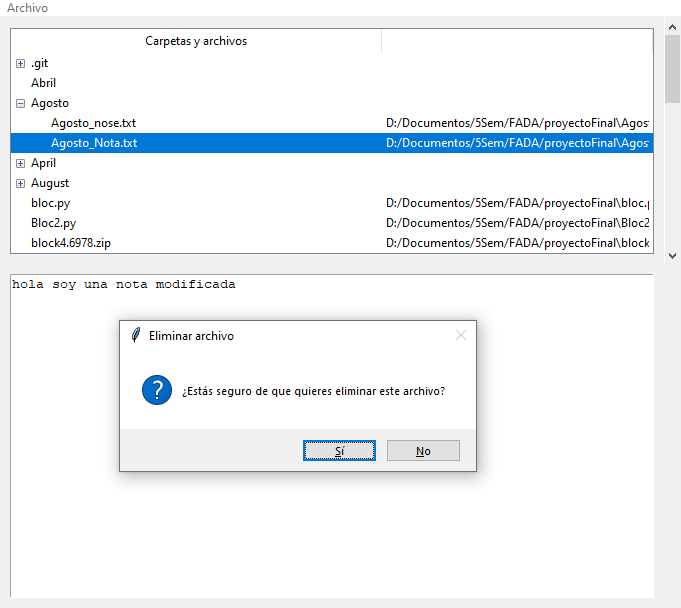 Archivo
Carpetas y archivos
.git
Abril
Agosto
Agosto_nose.txt D:/Documentos/5Sem/FADA/proyectoFinal\Agos
Agosto_Nota.txt D:/Documentos/5Sem/FADA/proyectoFinal\Agos
April
August
bloc.py D:/Documentos/5Sem/FADA/proyectoFinal\bloc.
Bloc2.py D:/Documentos/5Sem/FADA/proyectoFinal\Bloc2
block4.6978.zip D:/Documentos/5Sem/FADA/proyectoFinal\block
hola soy una nota modificada
Eliminar archivo
¿Estás seguro de que quieres eliminar este archivo?
Sí No